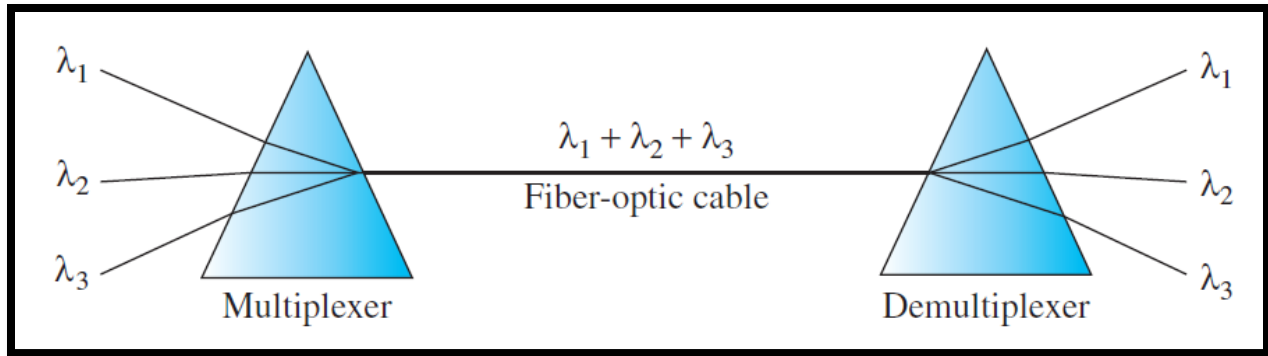 λ₁
λ₂
λ₃
Multiplexer
λ₁ + λ₂ + λ₃
Fiber-optic cable
λ₁
λ₂
λ₃
Demultiplexer